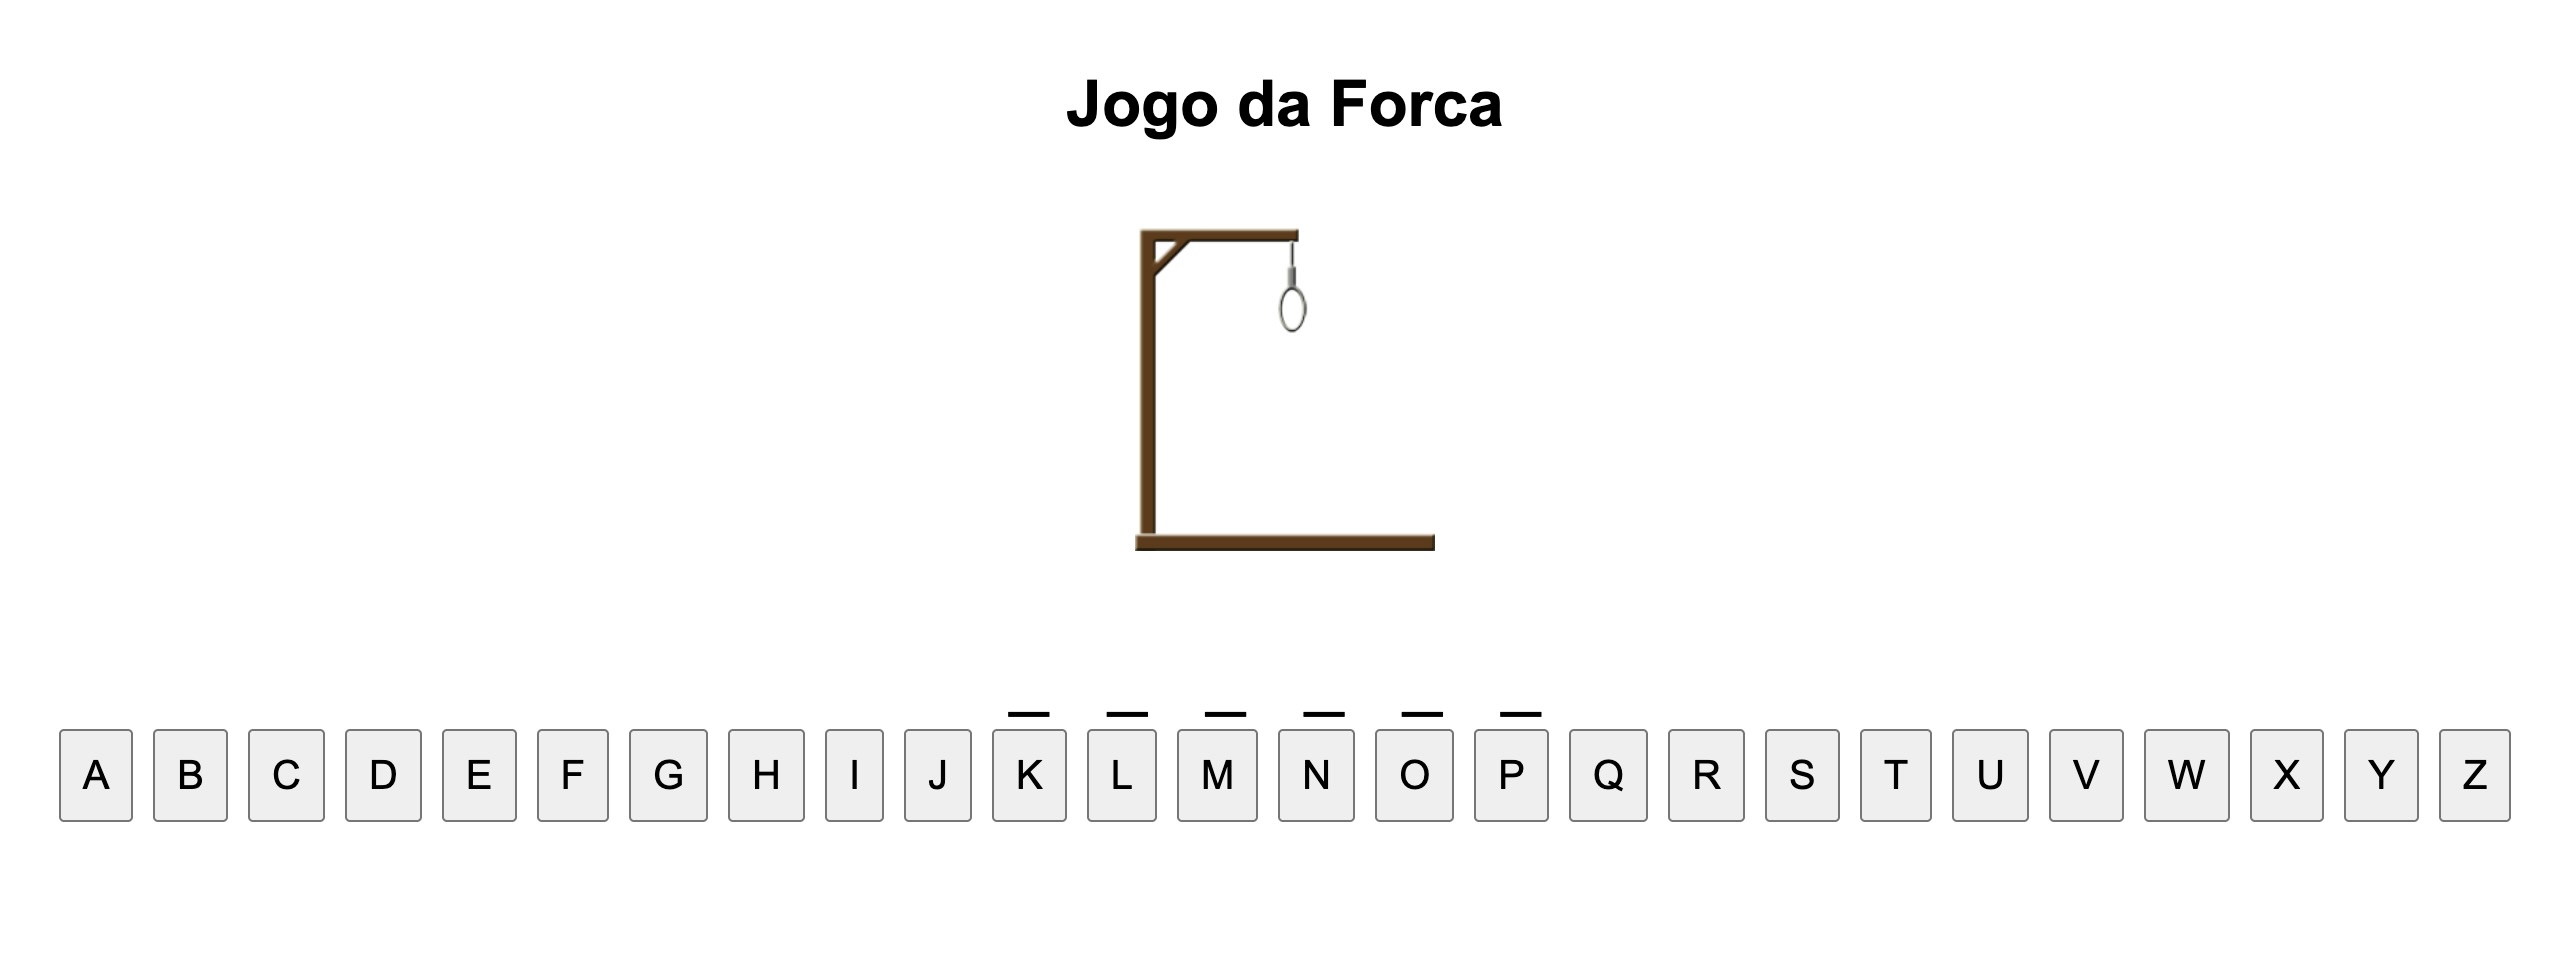 Jogo da Forca
_ _ _ _ _ _
A B C D E F G H I J K L M N O P Q R S T U V W X Y Z